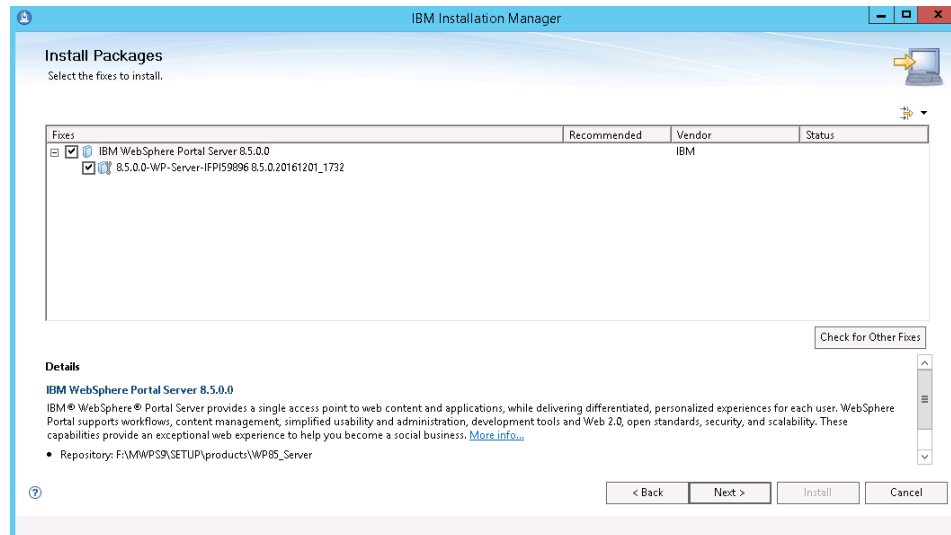 IBM Installation Manager
Install Packages
Select the fixes to install.
Fixes Recommended Vendor Status
IBM WebSphere Portal Server 8.5.0.0 IBM
8.5.0.0-WP-Server-IFPI59896 8.5.0.20161201_1732
Check for Other Fixes
Details
IBM WebSphere Portal Server 8.5.0.0
IBM® WebSphere® Portal Server provides a single access point to web content and applications, while delivering differentiated, personalized experiences for each user. WebSphere
Portal supports workflows, content management, simplified usability and administration, development tools and Web 2.0, open standards, security, and scalability. These
capabilities provide an exceptional web experience to help you become a social business. More info...
• Repository: F:\MWPS9\SETUP\products\WP85_Server
? < Back Next > Install Cancel